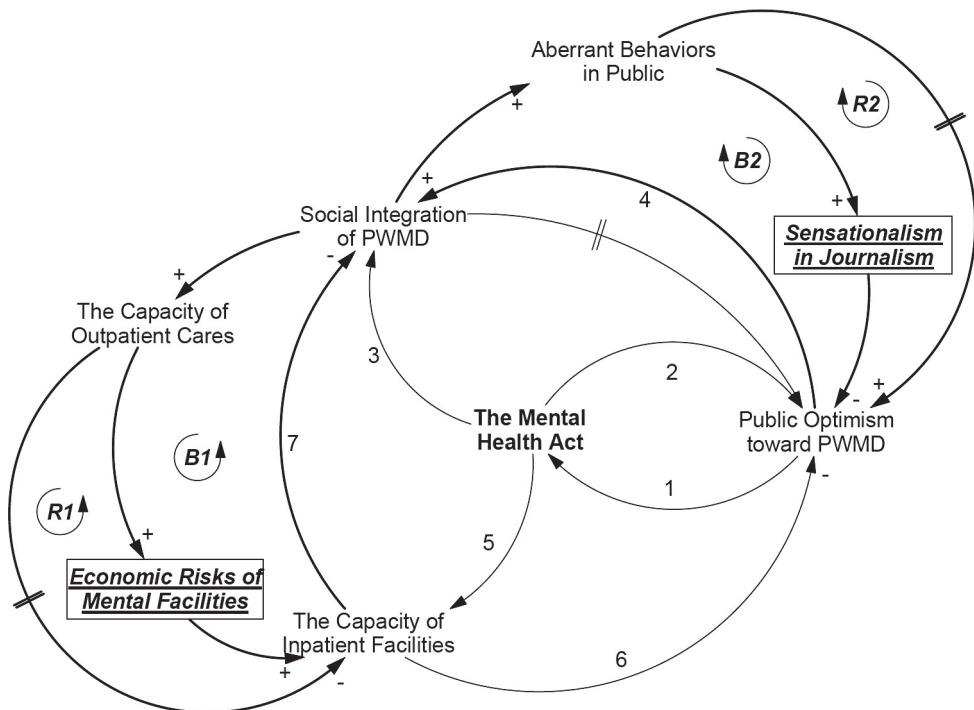 Aberrant Behaviors
in Public
R2
+
B2
+
4
+
Social Integration
of PWMD
-
Sensationalism
in Journalism
+
The Capacity of
Outpatient Cares
3
2
+
-
The Mental
Health Act
Public Optimism
toward PWMD
-
7
B1
1
R1
+
5
Economic Risks of
Mental Facilities
The Capacity of
Inpatient Facilities
6
+
-